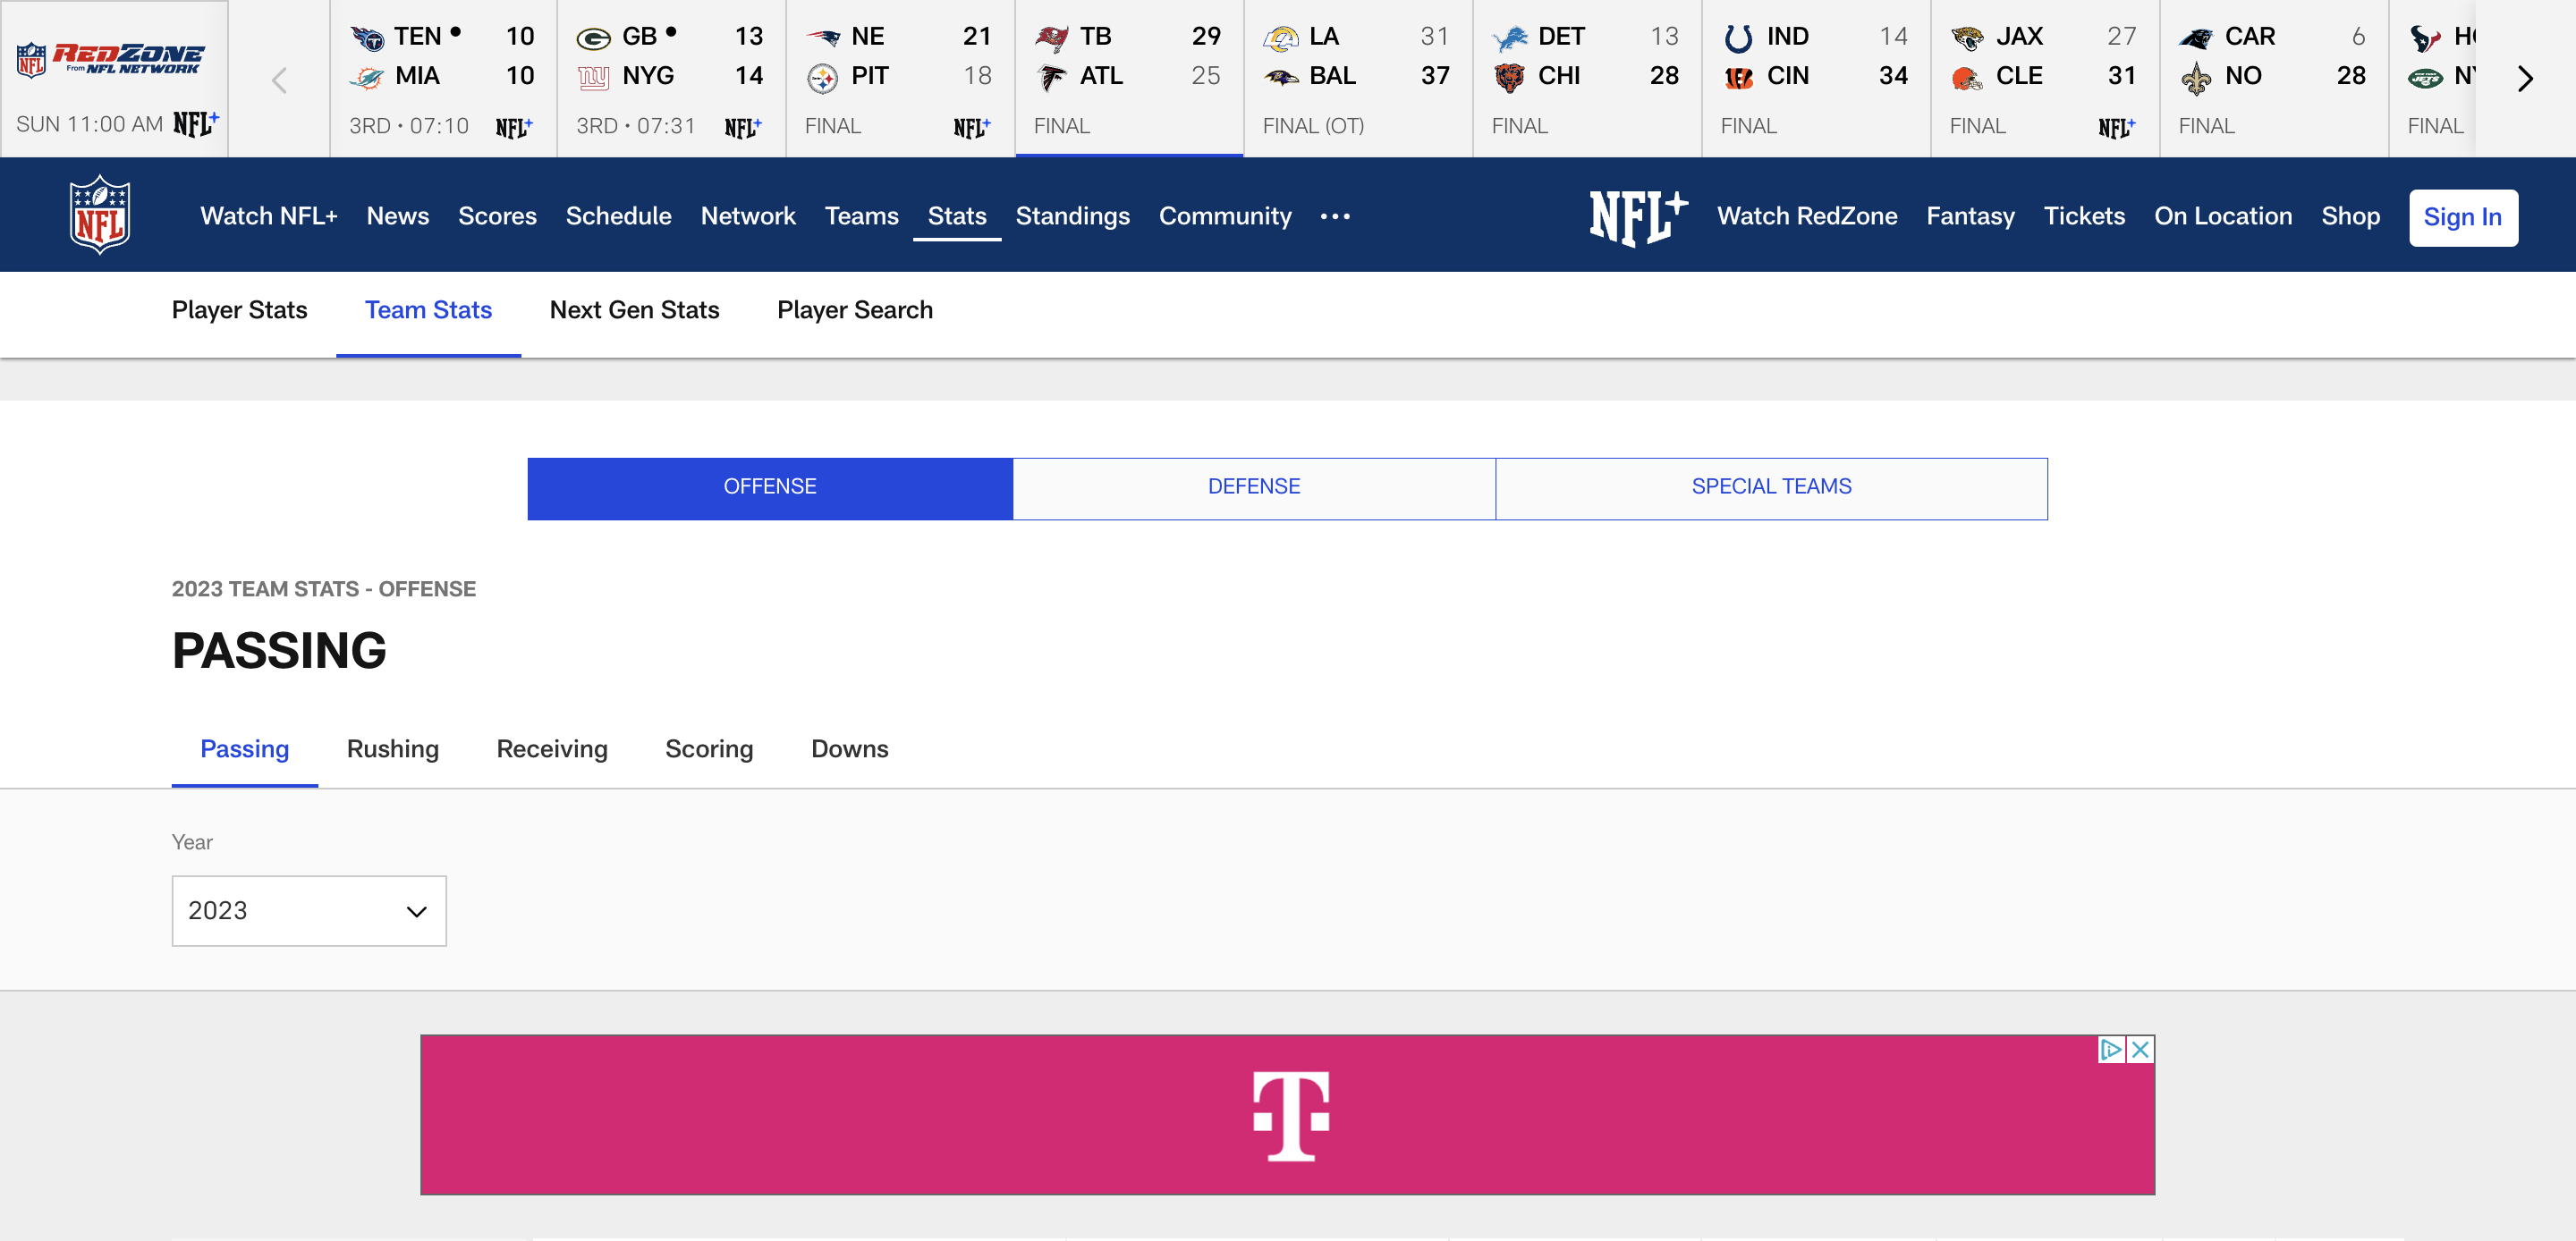 NFL REDZONE
From NFL NETWORK
SUN 11:00 AM NFL+
TEN 10
MIA 10
3RD • 07:10 NFL+
GB 13
NYG 14
3RD • 07:31 NFL+
NE 21
PIT 18
FINAL NFL+
TB 29
ATL 25
FINAL
LA 31
BAL 37
FINAL (OT)
DET 13
CHI 28
FINAL
IND 14
CIN 34
FINAL
JAX 27
CLE 31
FINAL NFL+
CAR 6
NO 28
FINAL
FINAL
NFL Watch NFL+ News Scores Schedule Network Teams Stats Standings Community ••• NFL+ Watch RedZone Fantasy Tickets On Location Shop Sign In
Player Stats Team Stats Next Gen Stats Player Search
OFFENSE DEFENSE SPECIAL TEAMS
2023 TEAM STATS - OFFENSE
PASSING
Passing Rushing Receiving Scoring Downs
Year
2023
T